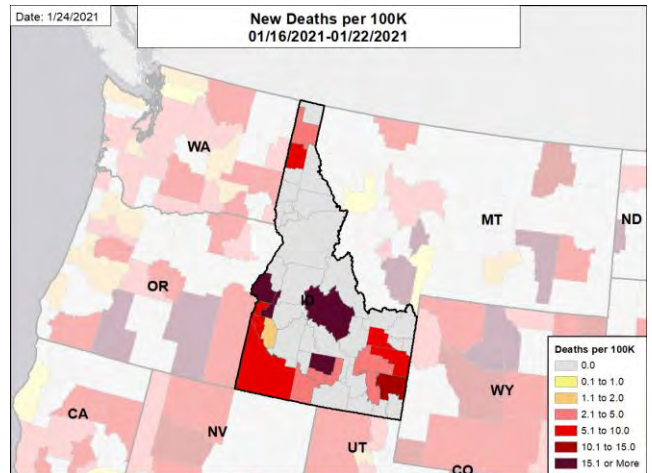 Date: 1/24/2021
New Deaths per 100K
01/16/2021-01/22/2021
WA
MT
ND
OR
ID
WY
CA
NV
UT
CO
Deaths per 100K
0.0
0.1 to 1.0
1.1 to 2.0
2.1 to 5.0
5.1 to 10.0
10.1 to 15.0
15.1 or More